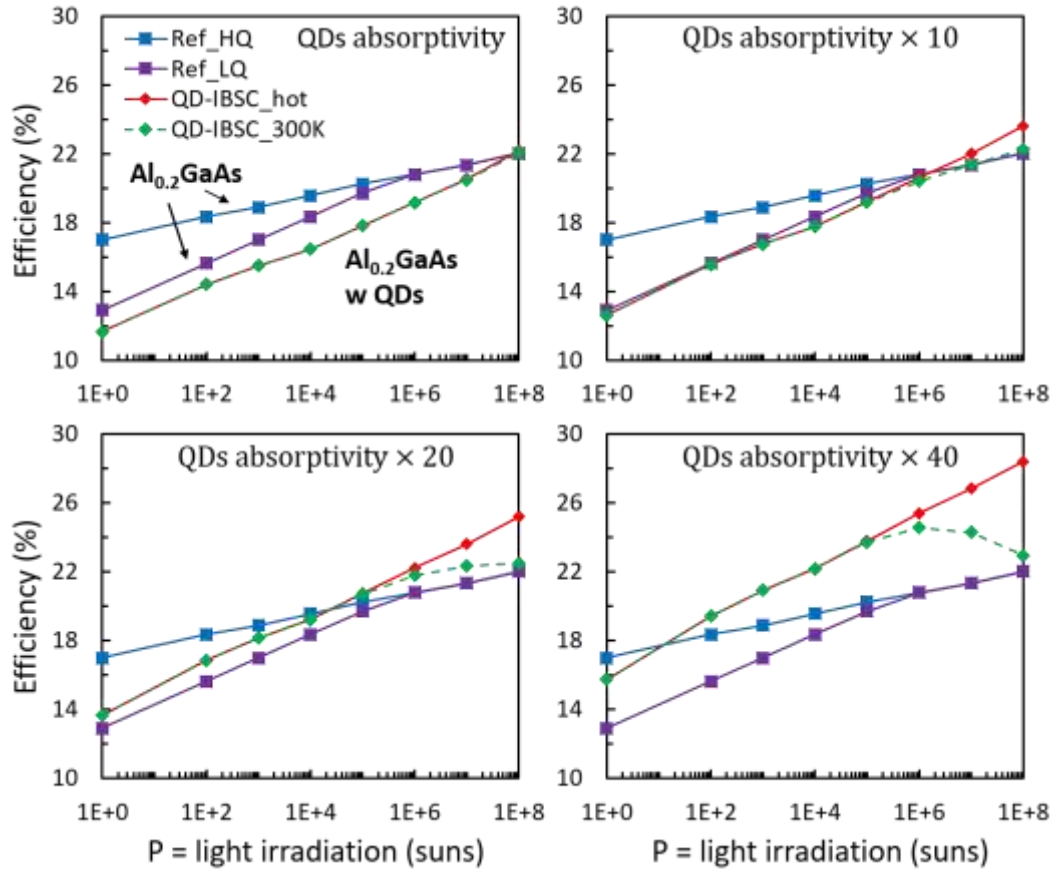 30
26
22
18
14
10
Efficiency (%)
Ref_HQ
Ref_LQ
QD-IBSC_hot
QD-IBSC_300K
QDs absorptivity
Al₀.₂GaAs
Al₀.₂GaAs
w QDs
1E+0 1E+2 1E+4 1E+6 1E+8
QDs absorptivity × 10
30
26
22
18
14
10
1E+0 1E+2 1E+4 1E+6 1E+8
30
26
22
18
14
10
Efficiency (%)
QDs absorptivity × 20
1E+0 1E+2 1E+4 1E+6 1E+8
P = light irradiation (suns)
QDs absorptivity × 40
30
26
22
18
14
10
1E+0 1E+2 1E+4 1E+6 1E+8
P = light irradiation (suns)